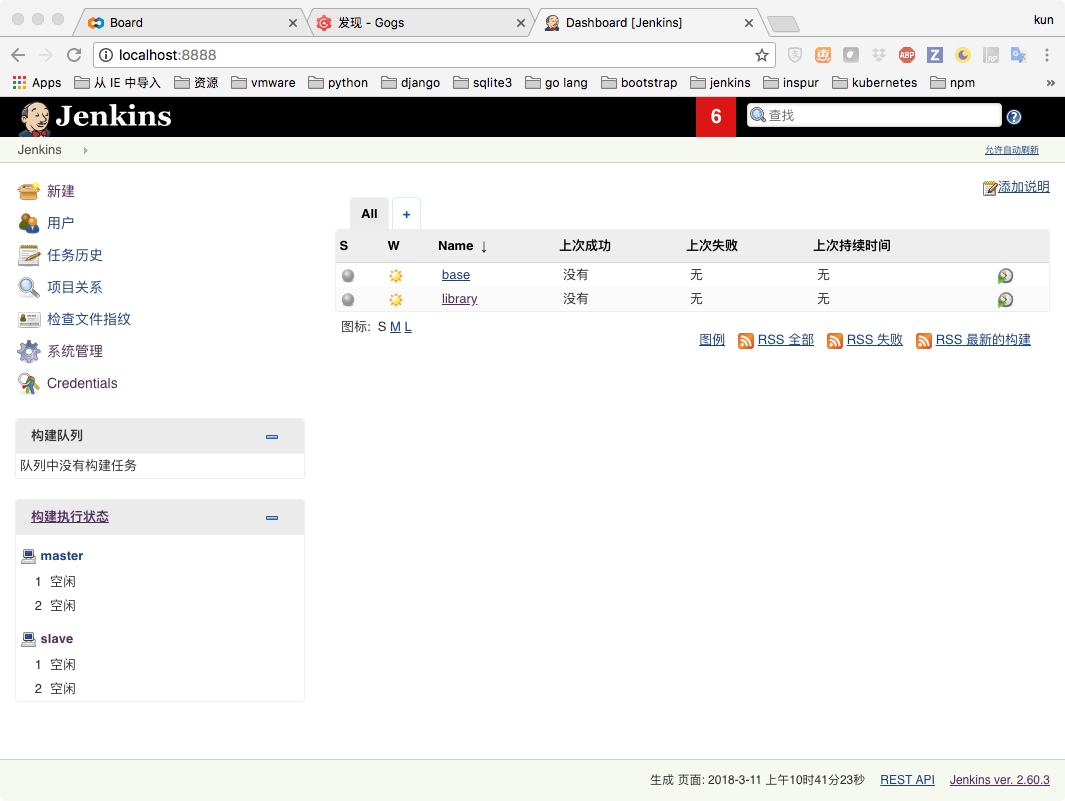 Board
发现 - Gogs
Dashboard [Jenkins]
kun
localhost:8888
Apps 从 IE 中导入 资源 vmware python django sqlite3 go lang bootstrap jenkins inspur kubernetes npm »
Jenkins
6
查找
Jenkins
允许自动刷新
新建
用户
任务历史
项目关系
检查文件指纹
系统管理
Credentials
构建队列
队列中没有构建任务
构建执行状态
master
1 空闲
2 空闲
slave
1 空闲
2 空闲
添加说明
All +
S W Name ↓ 上次成功 上次失败 上次持续时间
base 没有 无 无
library 没有 无 无
图标: S M L
图例 RSS 全部 RSS 失败 RSS 最新的构建
生成 页面: 2018-3-11 上午10时41分23秒 REST API Jenkins ver. 2.60.3